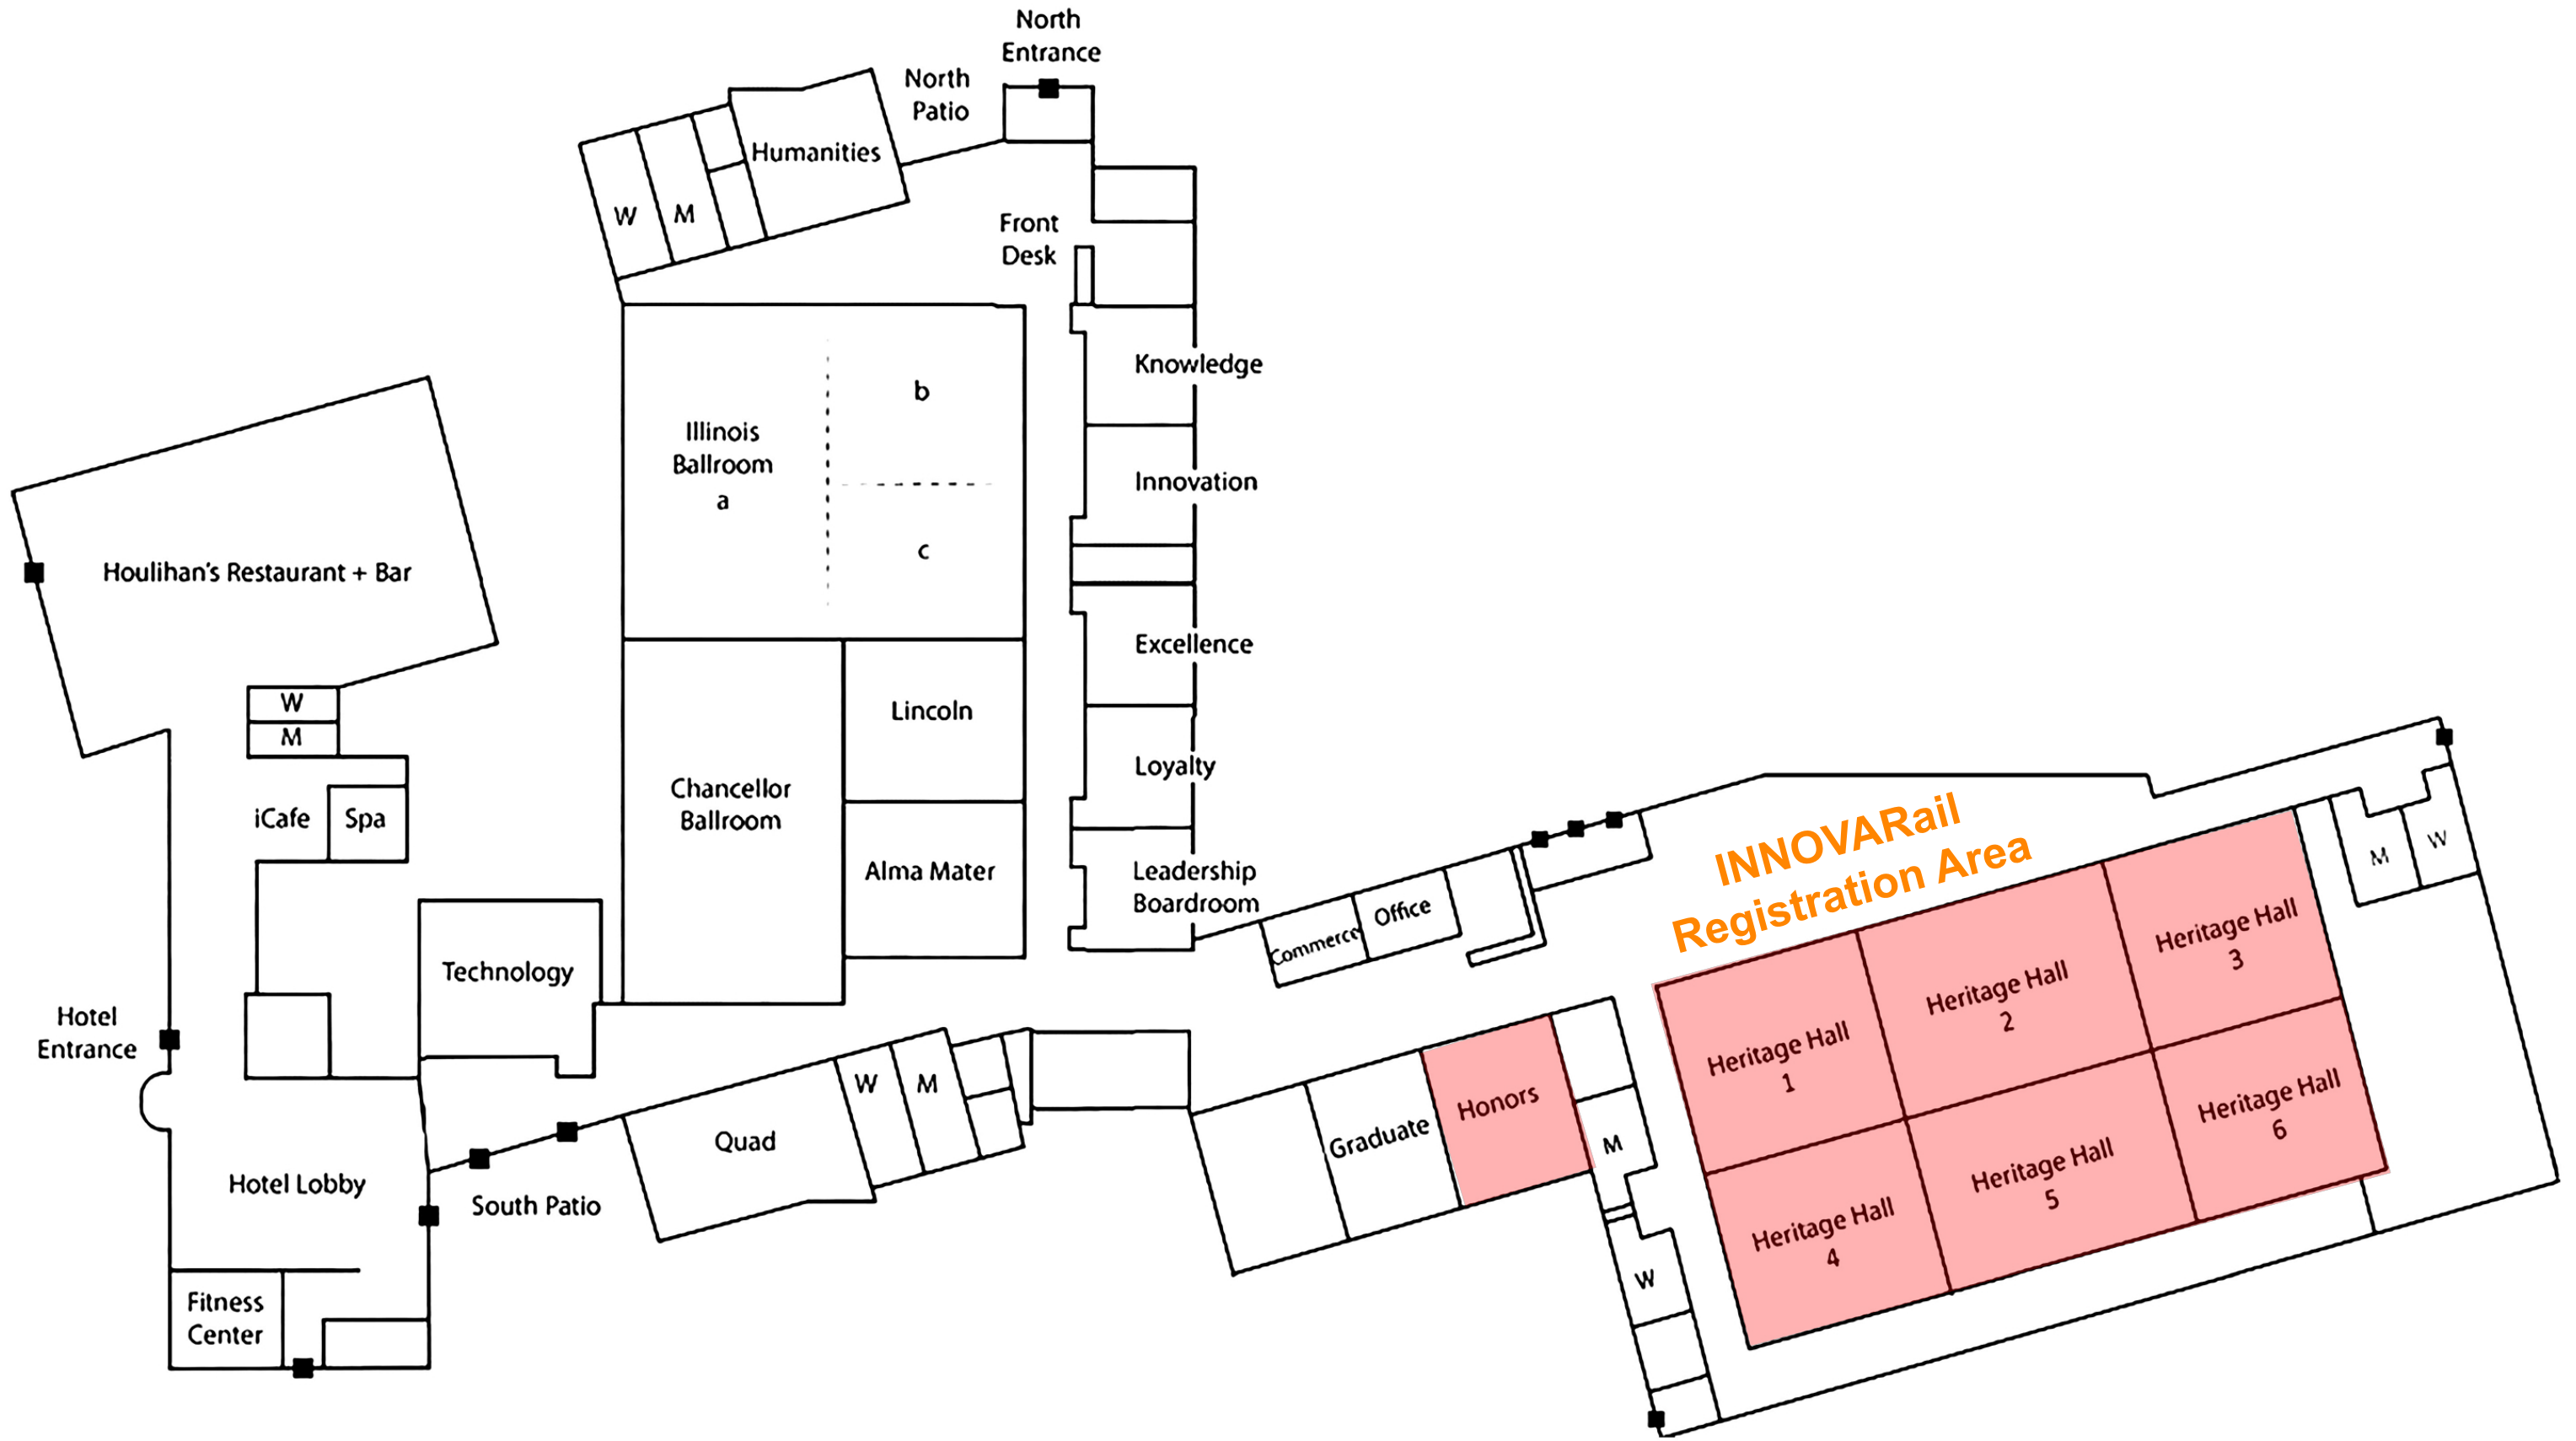 North
Entrance
North
Patio
Humanities
W
M
Front
Desk
Knowledge
Illinois
Ballroom
a
b
c
Innovation
Houlihan's Restaurant + Bar
Excellence
W
M
Lincoln
Loyalty
iCafe
Spa
Chancellor
Ballroom
Alma Mater
Leadership
Boardroom
Commerce
Office
INNOVARail
Registration Area
M
W
Technology
Heritage Hall
1
Heritage Hall
2
Heritage Hall
3
Hotel
Entrance
Quad
W
M
Graduate
Honors
M
Heritage Hall
4
Heritage Hall
5
Heritage Hall
6
Hotel Lobby
South Patio
W
Fitness
Center